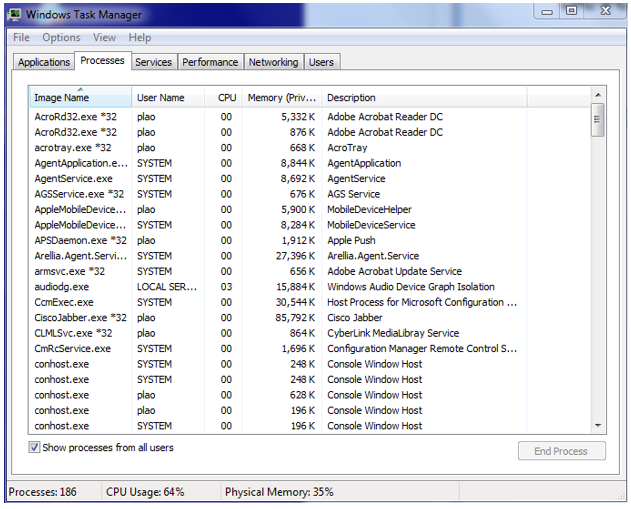 Windows Task Manager
File Options View Help
Applications Processes Services Performance Networking Users
Image Name User Name CPU Memory (Priv... Description
AcroRd32.exe *32 plao 00 5,332 K Adobe Acrobat Reader DC
AcroRd32.exe *32 plao 00 876 K Adobe Acrobat Reader DC
acrotray.exe *32 plao 00 668 K AcroTray
AgentApplication.e... SYSTEM 00 8,844 K AgentApplication
AgentService.exe SYSTEM 00 8,692 K AgentService
AGSService.exe *32 SYSTEM 00 676 K AGS Service
AppleMobileDevice... plao 00 5,900 K MobileDeviceHelper
AppleMobileDevice... SYSTEM 00 8,284 K MobileDeviceService
APSDaemon.exe *32 plao 00 1,912 K Apple Push
Arellia.Agent.Servi... SYSTEM 00 27,396 K Arellia.Agent.Service
armsvc.exe *32 SYSTEM 00 656 K Adobe Acrobat Update Service
audiodg.exe LOCAL SER... 03 15,884 K Windows Audio Device Graph Isolation
CcmExec.exe SYSTEM 00 30,544 K Host Process for Microsoft Configuration ...
CiscoJabber.exe *32 plao 00 85,792 K Cisco Jabber
CLMLSvc.exe *32 plao 00 864 K CyberLink MediaLibray Service
CmRcService.exe SYSTEM 00 1,696 K Configuration Manager Remote Control S...
conhost.exe SYSTEM 00 248 K Console Window Host
conhost.exe SYSTEM 00 248 K Console Window Host
conhost.exe plao 00 628 K Console Window Host
conhost.exe plao 00 196 K Console Window Host
conhost.exe SYSTEM 00 196 K Console Window Host
Show processes from all users
End Process
Processes: 186 CPU Usage: 64% Physical Memory: 35%